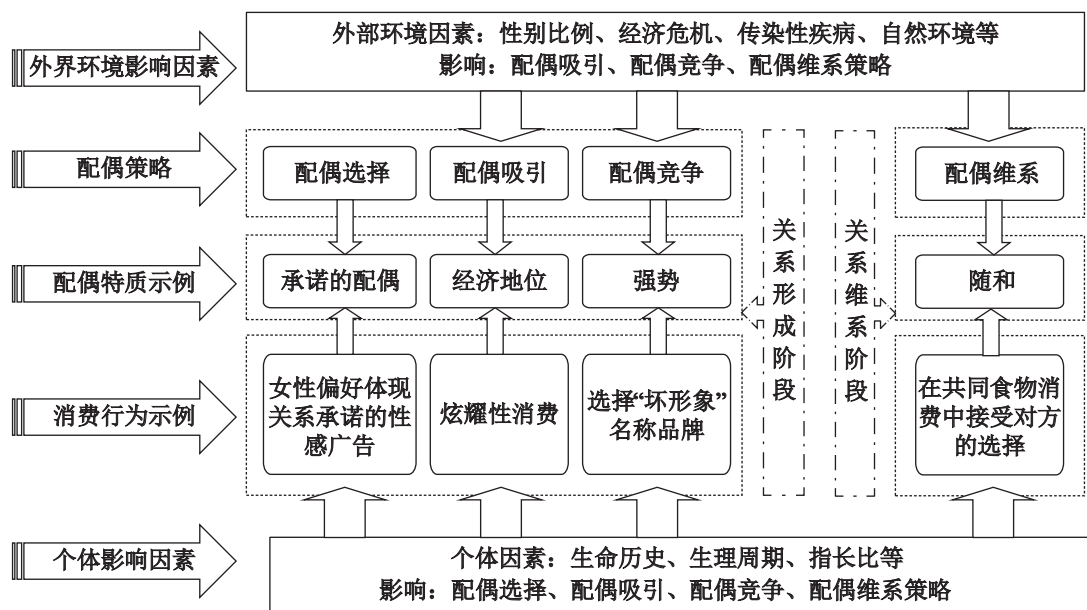 外界环境影响因素
外部环境因素：性别比例、经济危机、传染性疾病、自然环境等
影响：配偶吸引、配偶竞争、配偶维系策略
配偶策略
配偶选择
配偶吸引
配偶竞争
配偶维系
配偶特质示例
承诺的配偶
经济地位
强势
随和
关系形成阶段
关系维系阶段
消费行为示例
女性偏好体现
关系承诺的性
感广告
炫耀性消费
选择“坏形象”
名称品牌
在共同食物消
费中接受对方
的选择
个体影响因素
个体因素：生命历史、生理周期、指长比等
影响：配偶选择、配偶吸引、配偶竞争、配偶维系策略